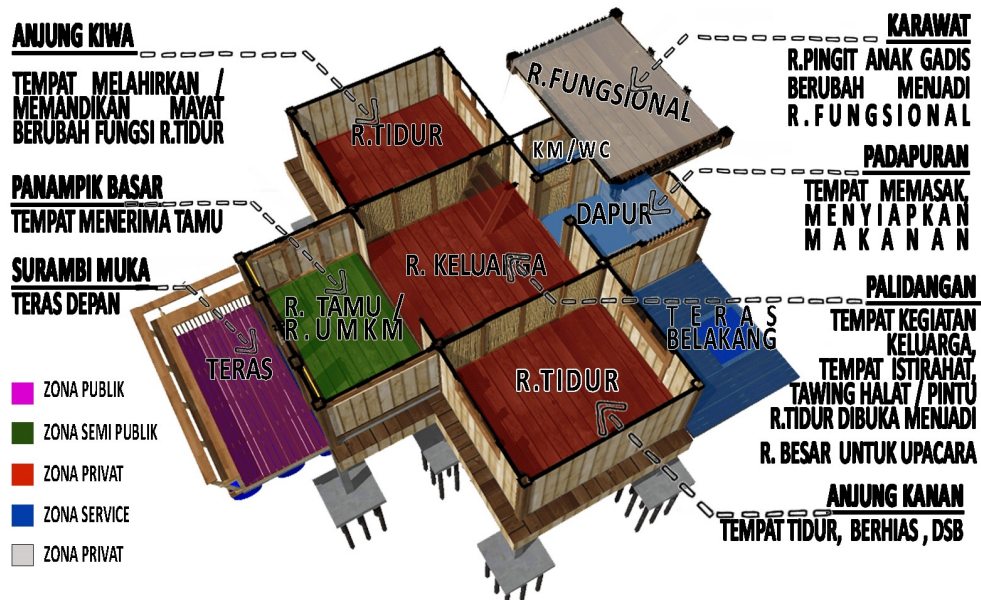 ANJUNG KIWA
TEMPAT MELAHIRKAN /
MEMANDIKAN MAYAT
BERUBAH FUNGSI R.TIDUR
PANAMPIK BASAR
TEMPAT MENERIMA TAMU
SURAMBI MUKA
TERAS DEPAN
ZONA PUBLIK
ZONA SEMI PUBLIK
ZONA PRIVAT
ZONA SERVICE
ZONA PRIVAT
R.FUNGSIONAL
R.TIDUR
KM/WC
DAPUR
R. KELUARGA
R. TAMU /
R. UMKM
TERAS
TERAS
BELAKANG
R.TIDUR
KARAWAT
R.PINGIT ANAK GADIS
BERUBAH MENJADI
R.FUNGSIONAL
PADAPURAN
TEMPAT MEMASAK,
MENYIAPKAN
MAKANAN
PALIDANGAN
TEMPAT KEGIATAN
KELUARGA,
TEMPAT ISTIRAHAT,
TAWING HALAT / PINTU
R.TIDUR DIBUKA MENJADI
R. BESAR UNTUK UPACARA
ANJUNG KANAN
TEMPAT TIDUR, BERHIAS , DSB